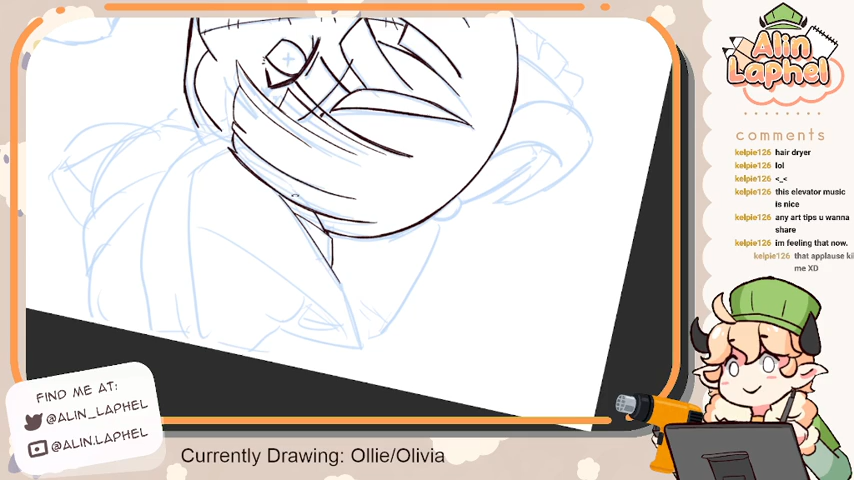 Alin
Laphel
comments
kelpie126 hair dryer
kelpie126 lol
kelpie126 <_<
kelpie126 this elevator music
is nice
kelpie126 any art tips u wanna
share
kelpie126 im feeling that now.
kelpie126 that applause kil
me XD
FIND ME AT:
@ALIN_LAPHEL
@ALIN.LAPHEL
Currently Drawing: Ollie/Olivia